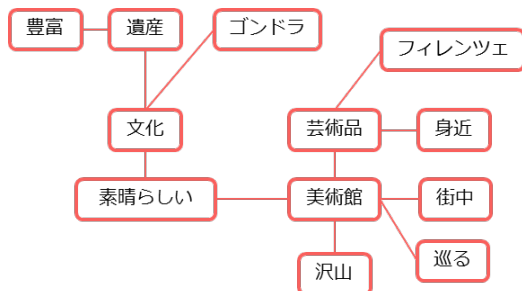 豊富
遺産
ゴンドラ
フィレンツェ
文化
芸術品
身近
素晴らしい
美術館
街中
沢山
巡る